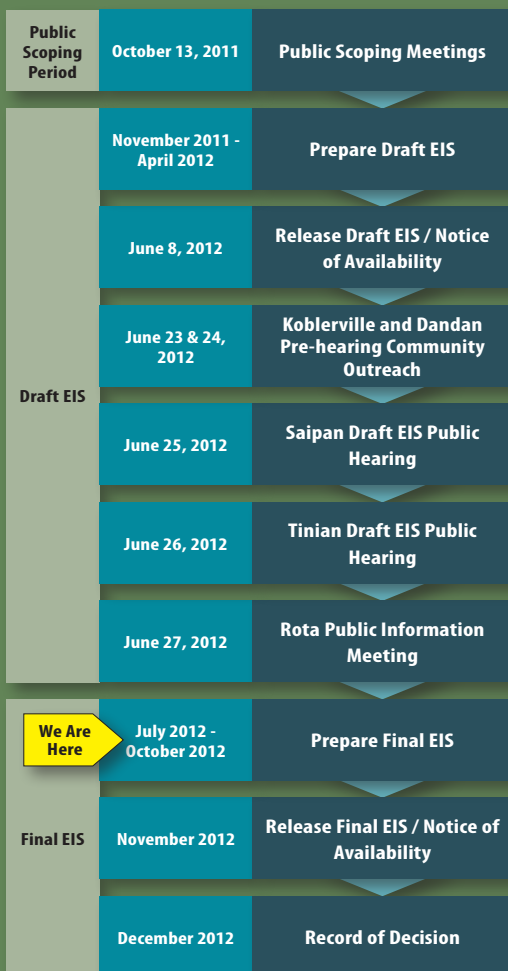 Public
Scoping
Period
October 13, 2011
Public Scoping Meetings
Draft EIS
November 2011 -
April 2012
Prepare Draft EIS
June 8, 2012
Release Draft EIS / Notice
of Availability
June 23 & 24,
2012
Koblerville and Dandan
Pre-hearing Community
Outreach
June 25, 2012
Saipan Draft EIS Public
Hearing
June 26, 2012
Tinian Draft EIS Public
Hearing
June 27, 2012
Rota Public Information
Meeting
Final EIS
We Are
Here
July 2012 -
October 2012
Prepare Final EIS
November 2012
Release Final EIS / Notice of
Availability
December 2012
Record of Decision